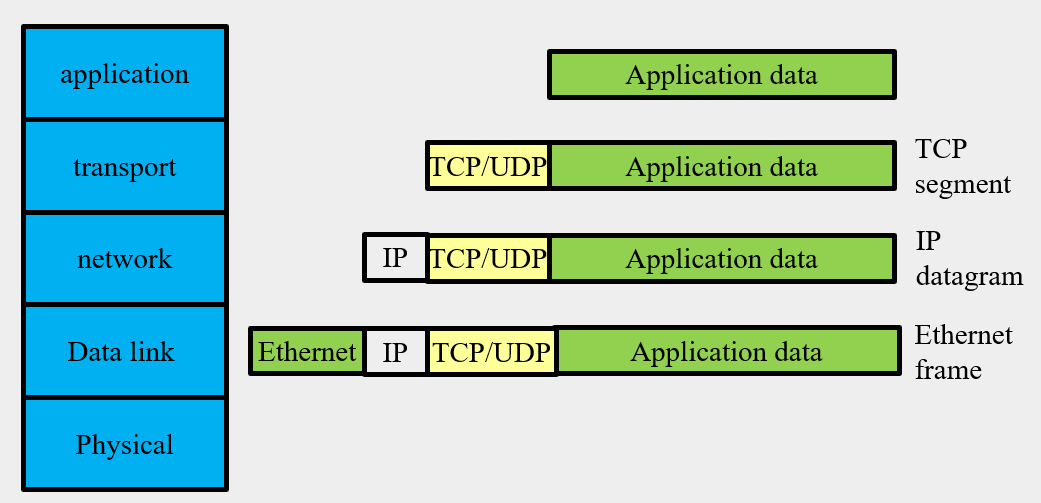 application
Application data
transport
TCP/UDP Application data
TCP
segment
network
IP TCP/UDP Application data
IP
datagram
Data link
Ethernet IP TCP/UDP Application data
Ethernet
frame
Physical